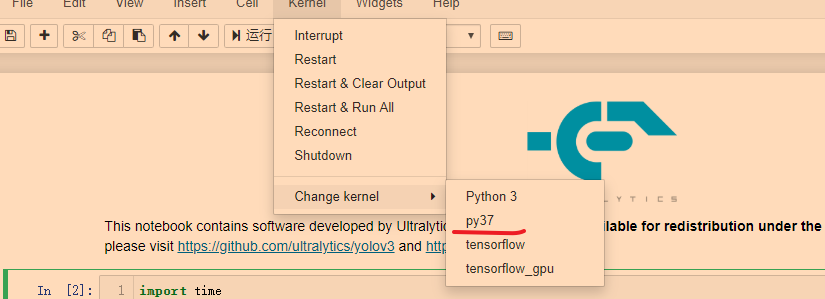 File Edit View Insert Cell Kernel Widgets Help
运行
Interrupt
Restart
Restart & Clear Output
Restart & Run All
Reconnect
Shutdown
Change kernel
Python 3
py37
tensorflow
tensorflow_gpu
LYTICS
This notebook contains software developed by Ultralytic ilable for redistribution under the
please visit https://github.com/ultralytics/yolov3 and http
In [2]: 1 import time